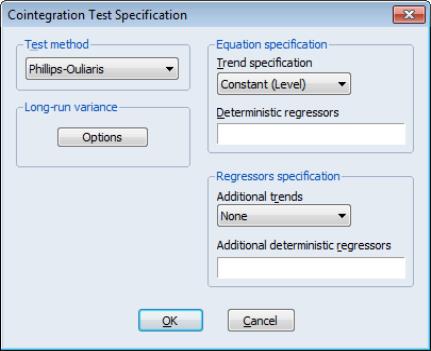 Cointegration Test Specification
Test method
Phillips-Ouliaris
Long-run variance
Options
Equation specification
Trend specification
Constant (Level)
Deterministic regressors
Regressors specification
Additional trends
None
Additional deterministic regressors
OK
Cancel